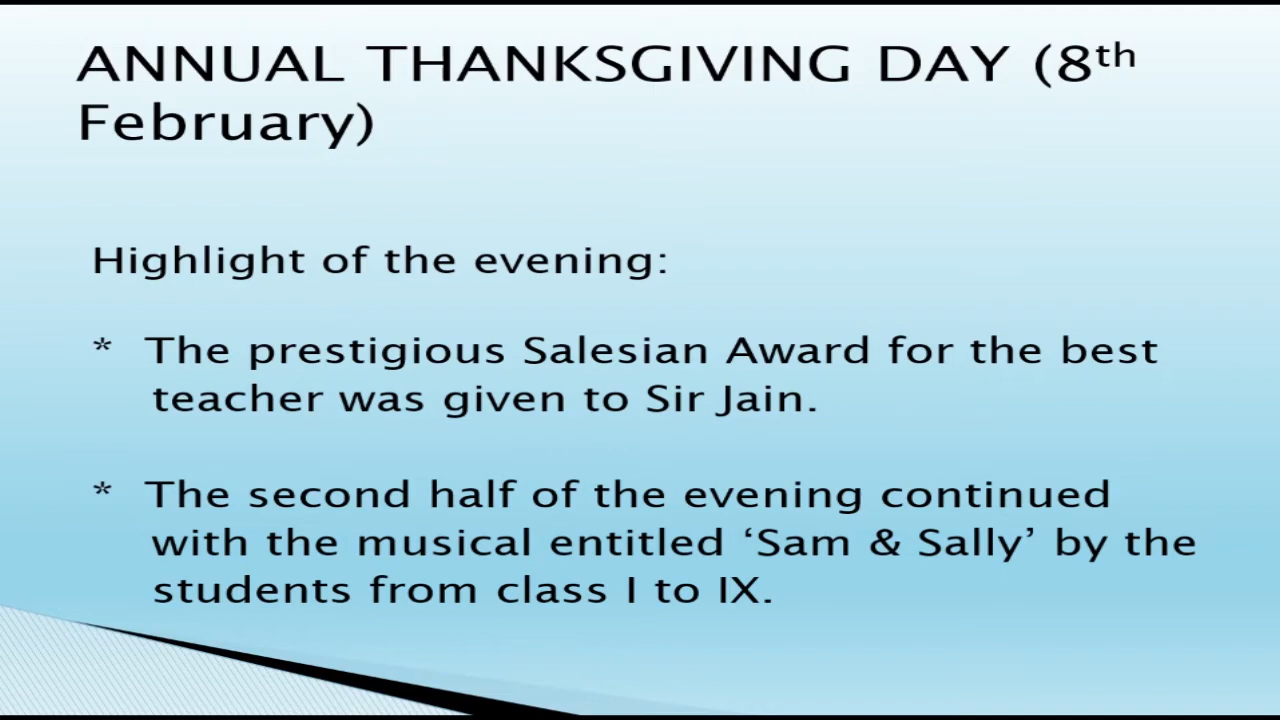 ANNUAL THANKSGIVING DAY (8th
February)
Highlight of the evening:
* The prestigious Salesian Award for the best
teacher was given to Sir Jain.
* The second half of the evening continued
with the musical entitled ‘Sam & Sally’ by the
students from class I to IX.